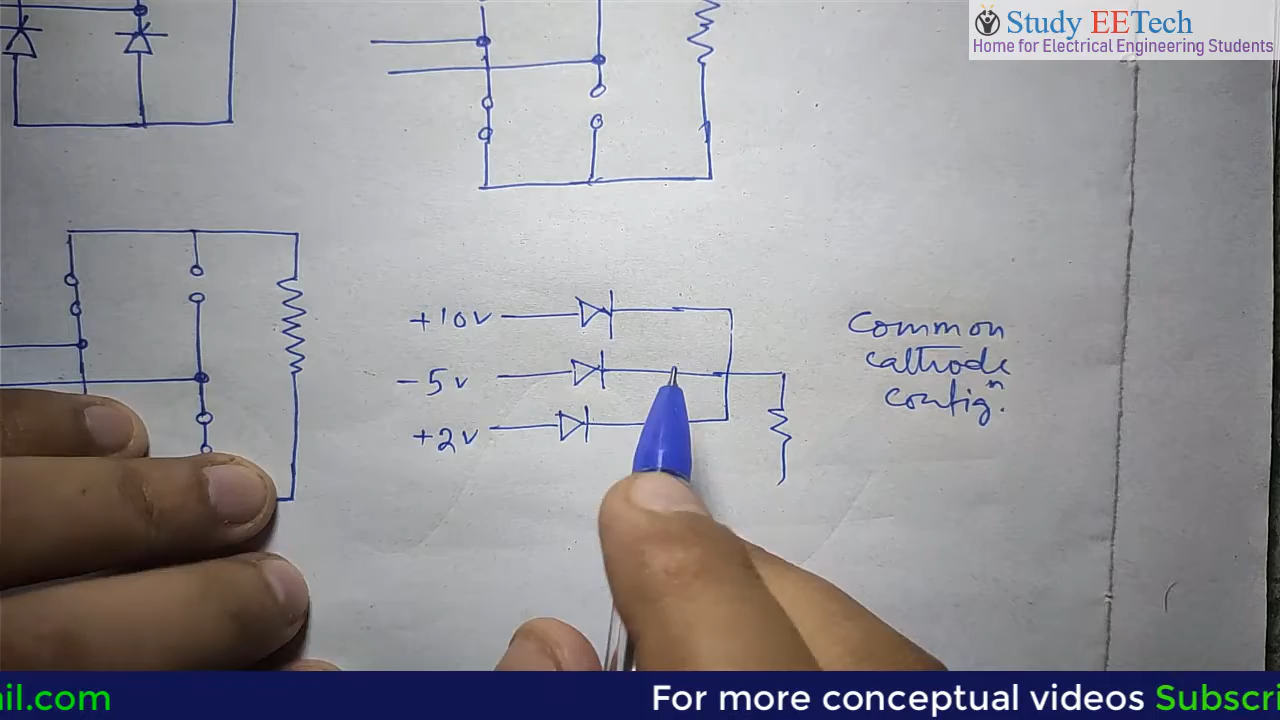 Study EETech
Home for Electrical Engineering Students
+10V
-5V
+2V
Common
cathode
configⁿ.
il.com
For more conceptual videos Subscri